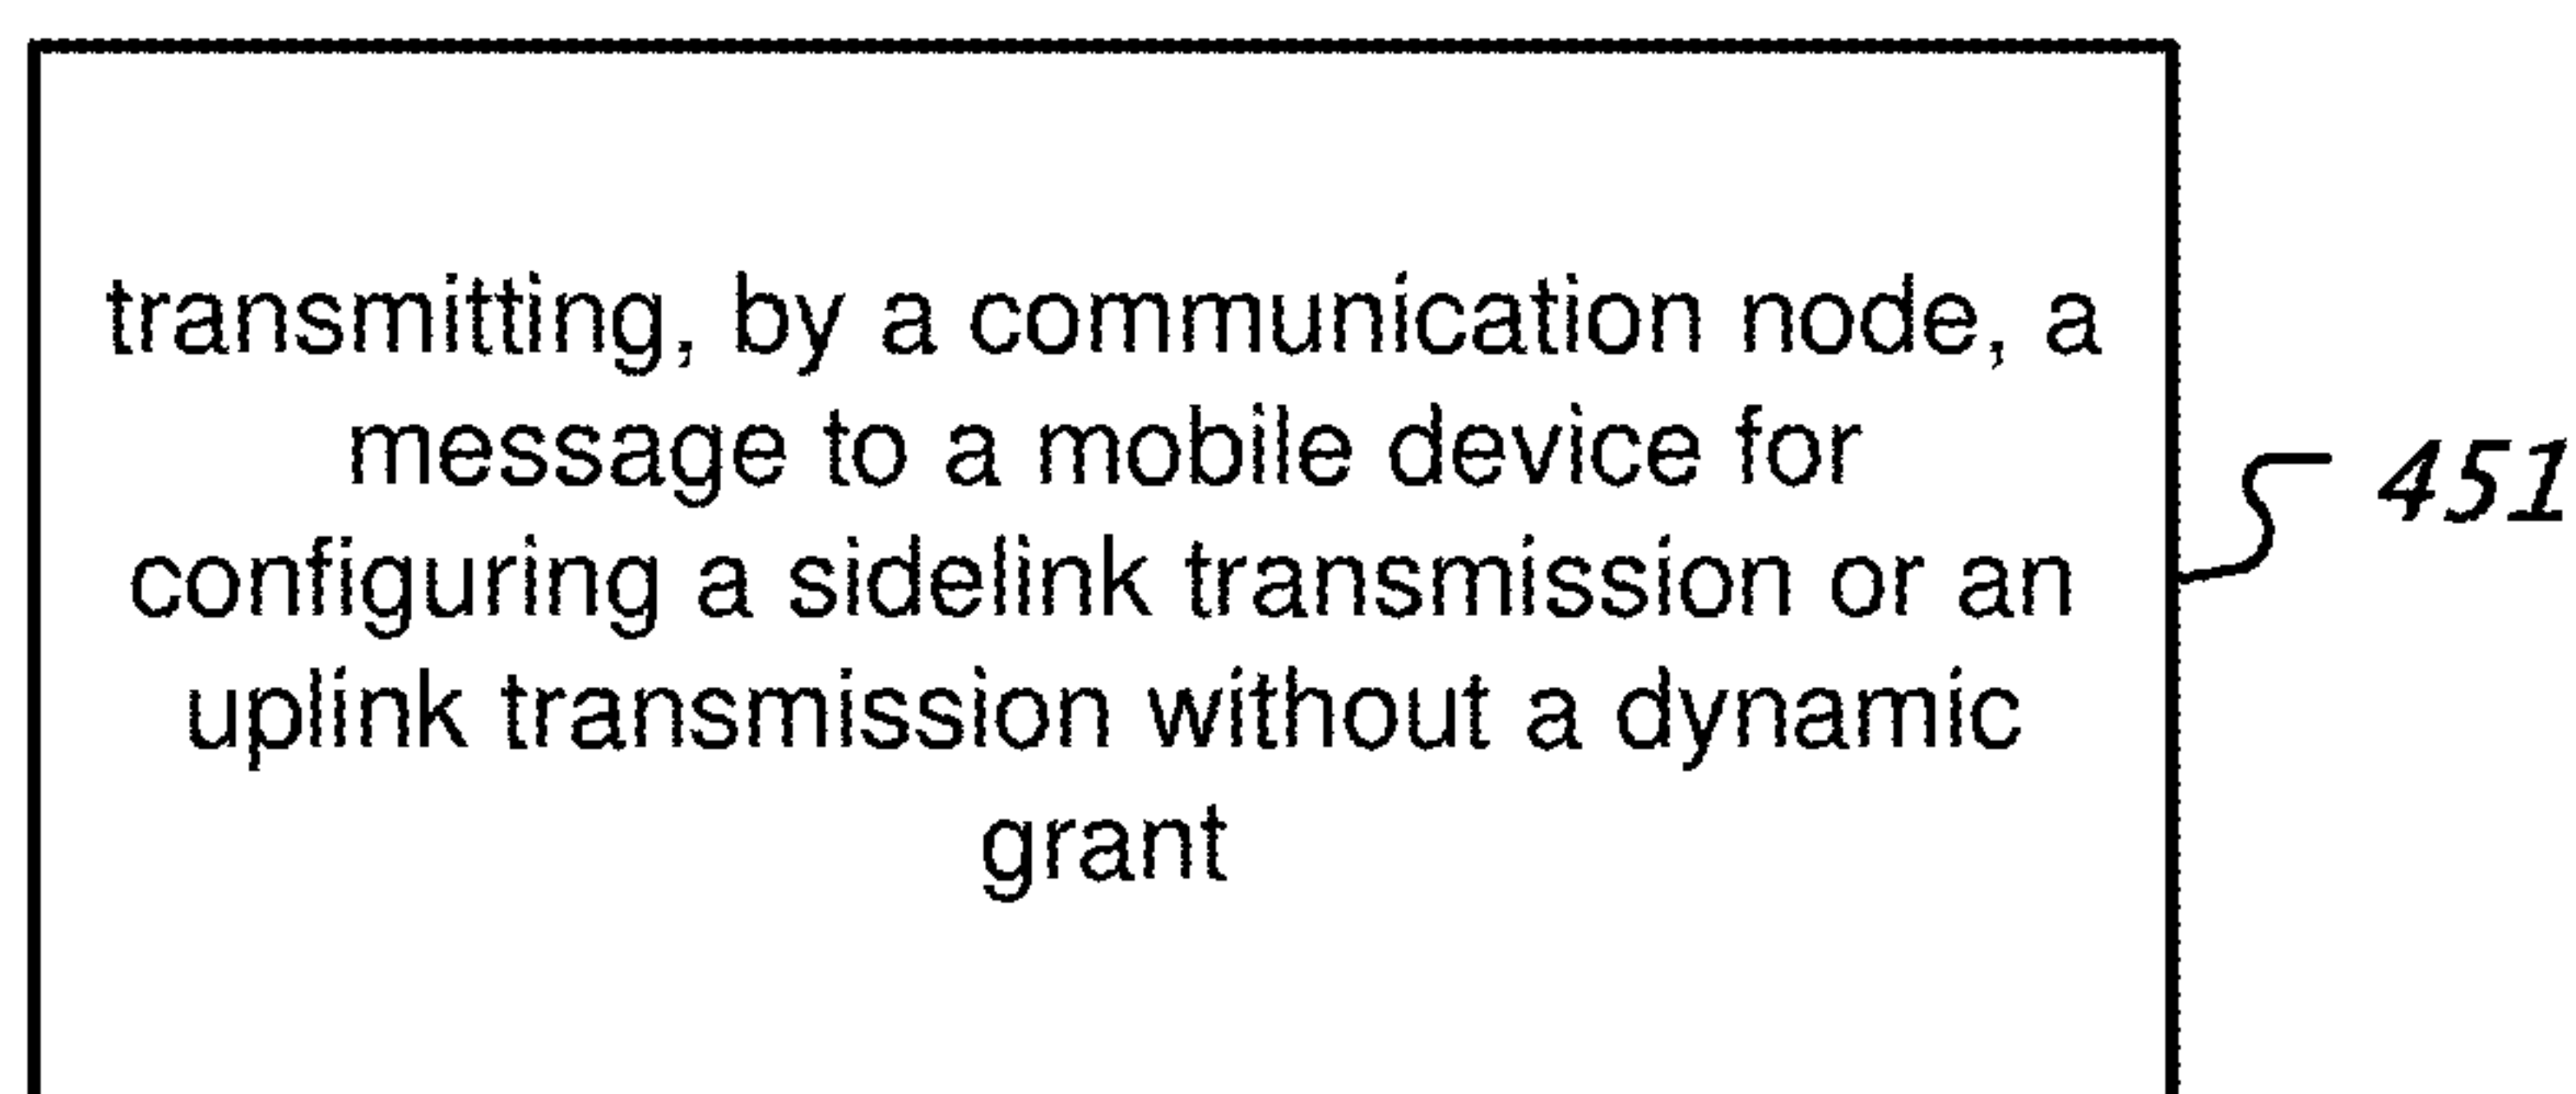 transmitting, by a communication node, a
message to a mobile device for
configuring a sidelink transmission or an
uplink transmission without a dynamic
grant
451